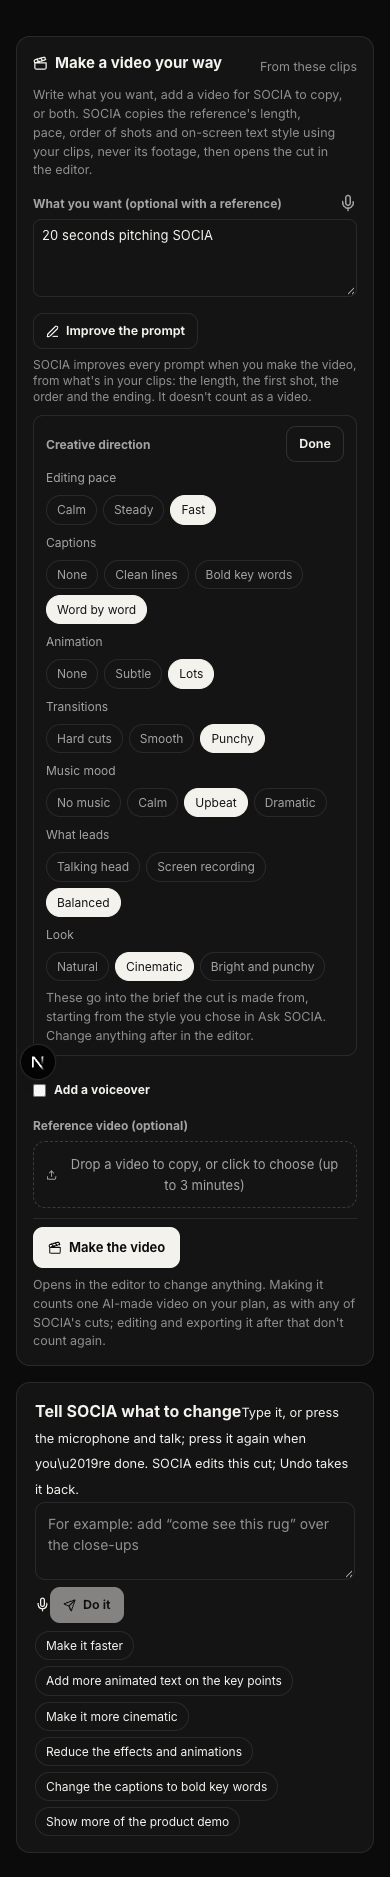 Make a video your way
From these clips
Write what you want, add a video for SOCIA to copy,
or both. SOCIA copies the reference's length,
pace, order of shots and on-screen text style using
your clips, never its footage, then opens the cut in
the editor.
What you want (optional with a reference)
20 seconds pitching SOCIA
Improve the prompt
SOCIA improves every prompt when you make the video,
from what's in your clips: the length, the first shot, the
order and the ending. It doesn't count as a video.
Creative direction
Done
Editing pace
Calm Steady Fast
Captions
None Clean lines Bold key words
Word by word
Animation
None Subtle Lots
Transitions
Hard cuts Smooth Punchy
Music mood
No music Calm Upbeat Dramatic
What leads
Talking head Screen recording
Balanced
Look
Natural Cinematic Bright and punchy
These go into the brief the cut is made from,
starting from the style you chose in Ask SOCIA.
Change anything after in the editor.
N
Add a voiceover
Reference video (optional)
Drop a video to copy, or click to choose (up
to 3 minutes)
Make the video
Opens in the editor to change anything. Making it
counts one AI-made video on your plan, as with any of
SOCIA's cuts; editing and exporting it after that don't
count again.
Tell SOCIA what to changeType it, or press
the microphone and talk; press it again when
you\u2019re done. SOCIA edits this cut; Undo takes
it back.
For example: add “come see this rug” over
the close-ups
Do it
Make it faster
Add more animated text on the key points
Make it more cinematic
Reduce the effects and animations
Change the captions to bold key words
Show more of the product demo